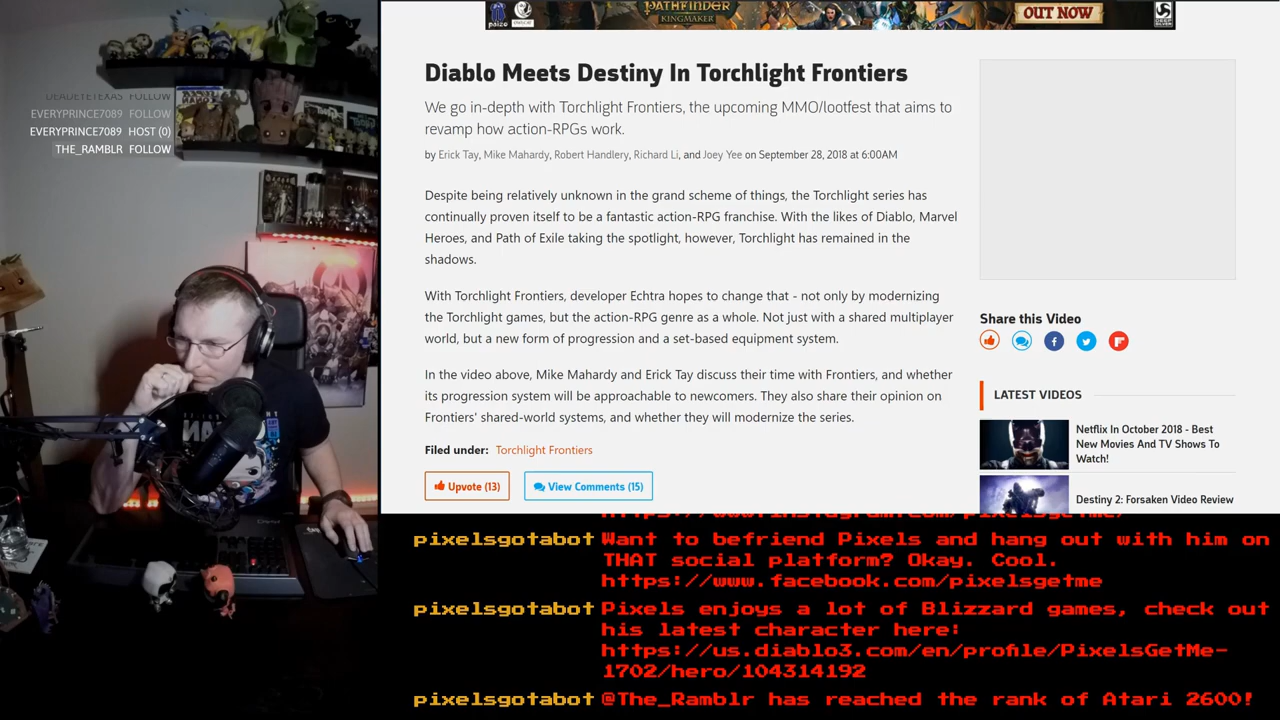 PATHFINDER
KINGMAKER
OUT NOW
paizo
DEEP SILVER
DEADEYETEXAS FOLLOW
EVERYPRINCE7089 FOLLOW
EVERYPRINCE7089 HOST (0)
THE_RAMBLR FOLLOW
Diablo Meets Destiny In Torchlight Frontiers
We go in-depth with Torchlight Frontiers, the upcoming MMO/lootfest that aims to
revamp how action-RPGs work.
by Erick Tay, Mike Mahardy, Robert Handlery, Richard Li, and Joey Yee on September 28, 2018 at 6:00AM
Despite being relatively unknown in the grand scheme of things, the Torchlight series has
continually proven itself to be a fantastic action-RPG franchise. With the likes of Diablo, Marvel
Heroes, and Path of Exile taking the spotlight, however, Torchlight has remained in the
shadows.
With Torchlight Frontiers, developer Echtra hopes to change that - not only by modernizing
the Torchlight games, but the action-RPG genre as a whole. Not just with a shared multiplayer
world, but a new form of progression and a set-based equipment system.
In the video above, Mike Mahardy and Erick Tay discuss their time with Frontiers, and whether
its progression system will be approachable to newcomers. They also share their opinion on
Frontiers' shared-world systems, and whether they will modernize the series.
Filed under: Torchlight Frontiers
Upvote (13)
View Comments (15)
Share this Video
LATEST VIDEOS
Netflix In October 2018 - Best
New Movies And TV Shows To
Watch!
Destiny 2: Forsaken Video Review
https://www.instagram.com/pixelsgetme/
pixelsgotabot Want to befriend Pixels and hang out with him on
THAT social platform? Okay. Cool.
https://www.facebook.com/pixelsgetme
pixelsgotabot Pixels enjoys a lot of Blizzard games, check out
his latest character here:
https://us.diablo3.com/en/profile/PixelsGetMe-
1702/hero/104314192
pixelsgotabot @The_Ramblr has reached the rank of Atari 2600!